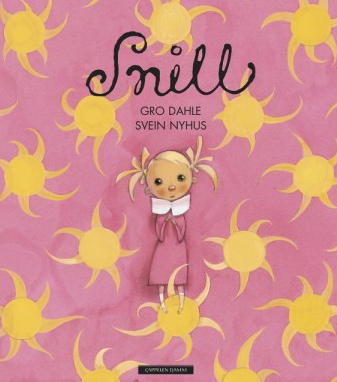 Snill
GRO DAHLE
SVEIN NYHUS
CAPPELEN DAMM